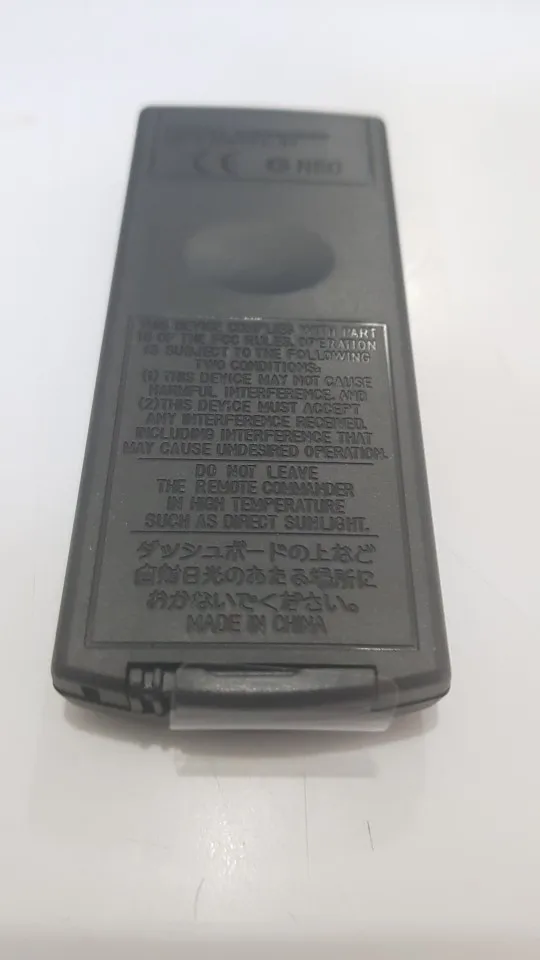 CE N50
THIS DEVICE COMPLIES WITH PART
15 OF THE FCC RULES. OPERATION
IS SUBJECT TO THE FOLLOWING
TWO CONDITIONS:
(1) THIS DEVICE MAY NOT CAUSE
HARMFUL INTERFERENCE, AND
(2) THIS DEVICE MUST ACCEPT
ANY INTERFERENCE RECEIVED,
INCLUDING INTERFERENCE THAT
MAY CAUSE UNDESIRED OPERATION.
DO NOT LEAVE
THE REMOTE COMMANDER
IN HIGH TEMPERATURE
SUCH AS DIRECT SUNLIGHT.
ダッシュボードの上など
直射日光のあたる場所に
おかないでください。
MADE IN CHINA